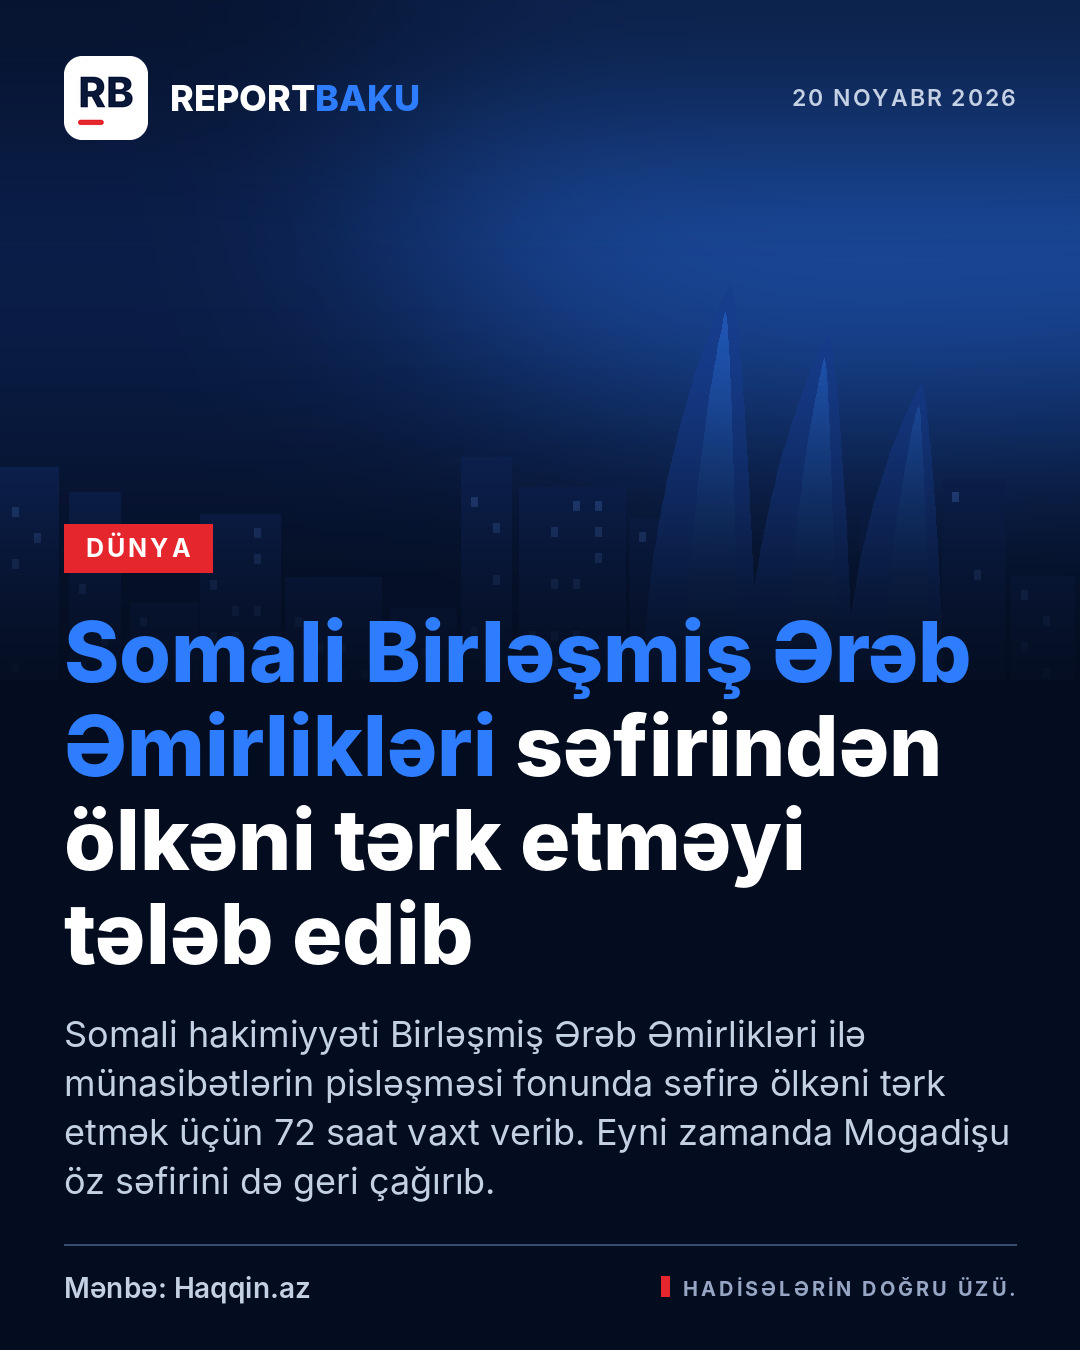 RB
REPORTBAKU
20 NOYABR 2026
DÜNYA
Somali Birləşmiş Ərəb
Əmirlikləri səfirindən
ölkəni tərk etməyi
tələb edib
Somali hakimiyyəti Birləşmiş Ərəb Əmirlikləri ilə
münasibətlərin pisləşməsi fonunda səfirə ölkəni tərk
etmək üçün 72 saat vaxt verib. Eyni zamanda Mogadişu
öz səfirini də geri çağırıb.
Mənbə: Haqqin.az
HADİSƏLƏRİN DOĞRU ÜZÜ.